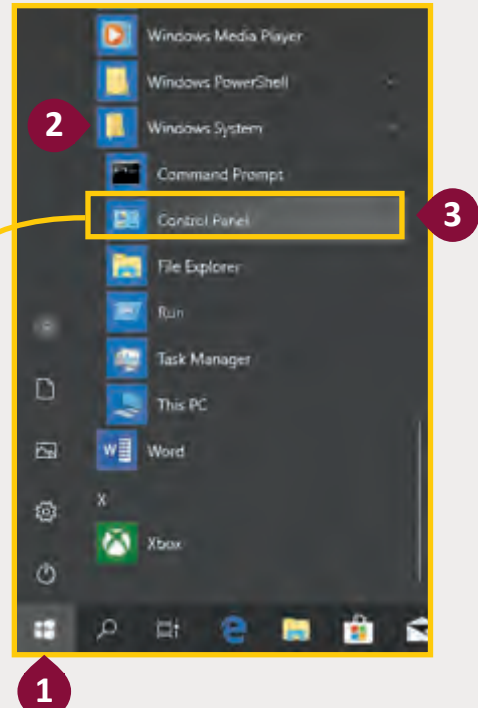 Windows Media Player
Windows PowerShell
2
Windows System
Command Prompt
Control Panel
3
File Explorer
Run
Task Manager
This PC
Word
X
Xbox
1